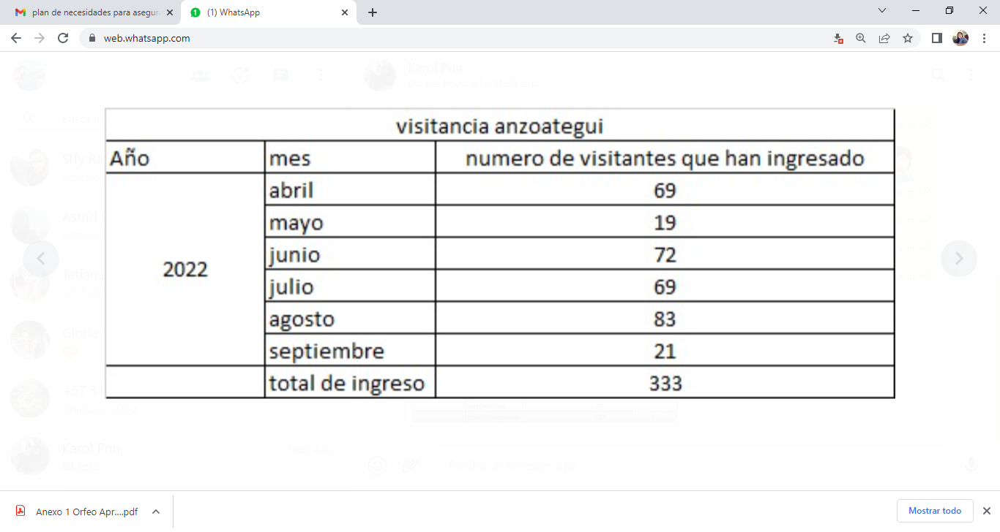 plan de necesidades para asegur
(1) WhatsApp
web.whatsapp.com
Karol Pnn
visitancia anzoategui
Año mes numero de visitantes que han ingresado
abril 69
mayo 19
junio 72
2022
julio 69
agosto 83
septiembre 21
total de ingreso 333
Stfy Ra
Astrid
Tatiana
Gloria
+57 31
Karol Pnn
Foto
Escribe un mensaje aquí
Anexo 1 Orfeo Apr....pdf
Mostrar todo